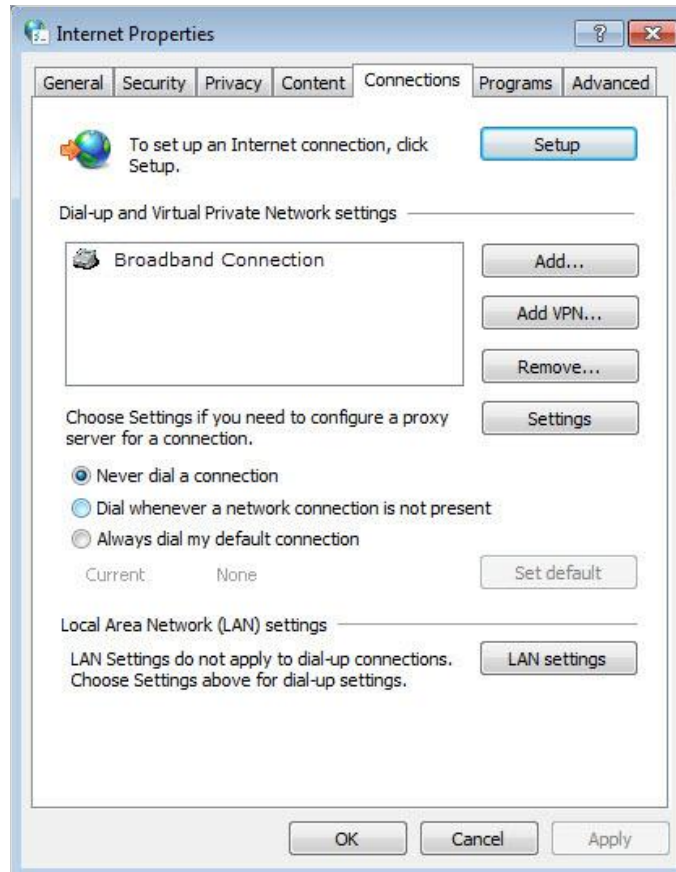 Internet Properties
General Security Privacy Content Connections Programs Advanced
To set up an Internet connection, click
Setup.
Setup
Dial-up and Virtual Private Network settings
Broadband Connection
Add...
Add VPN...
Remove...
Choose Settings if you need to configure a proxy
server for a connection.
Settings
Never dial a connection
Dial whenever a network connection is not present
Always dial my default connection
Current None
Set default
Local Area Network (LAN) settings
LAN Settings do not apply to dial-up connections.
Choose Settings above for dial-up settings.
LAN settings
OK Cancel Apply